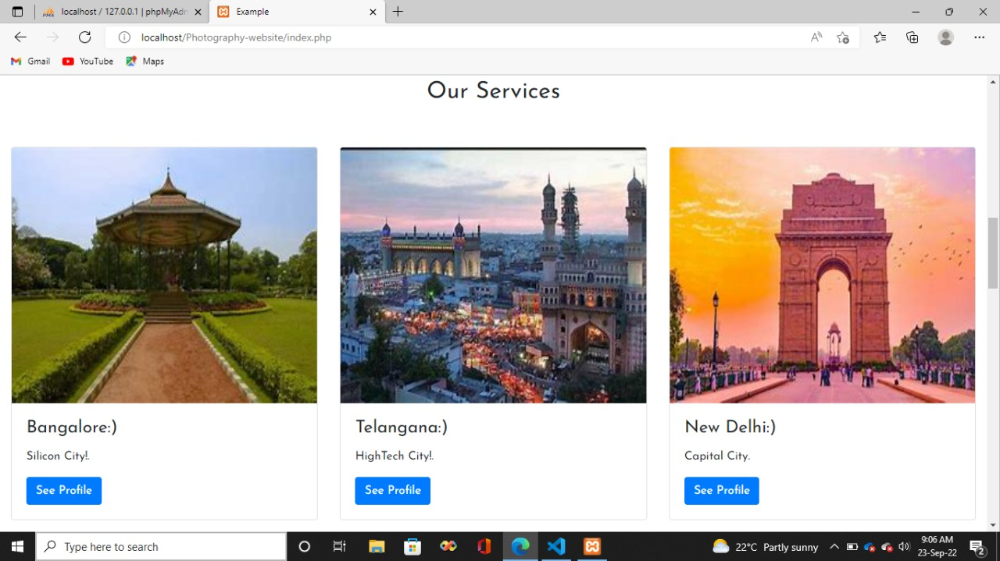 localhost / 127.0.0.1 | phpMyAdm
Example
localhost/Photography-website/index.php
Gmail
YouTube
Maps
Our Services
Bangalore:)
Silicon City!.
See Profile
Telangana:)
HighTech City!.
See Profile
New Delhi:)
Capital City.
See Profile
Type here to search
22°C Partly sunny
9:06 AM
23-Sep-22
2